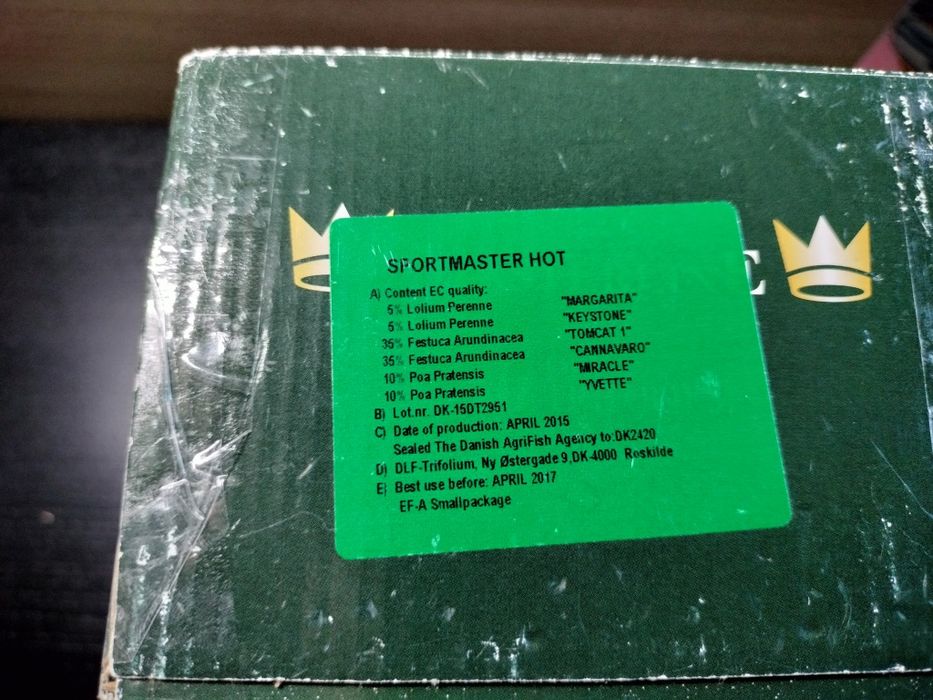 SPORTMASTER HOT
A) Content EC quality:
5% Lolium Perenne "MARGARITA"
5% Lolium Perenne "KEYSTONE"
35% Festuca Arundinacea "TOMCAT 1"
35% Festuca Arundinacea "CANNAVARO"
10% Poa Pratensis "MIRACLE"
10% Poa Pratensis "YVETTE"
B) Lot.nr. DK-15DT2951
C) Date of production: APRIL 2015
Sealed The Danish AgriFish Agency to:DK2420
D) DLF-Trifolium, Ny Østergade 9,DK-4000 Roskilde
E) Best use before: APRIL 2017
EF-A Smallpackage